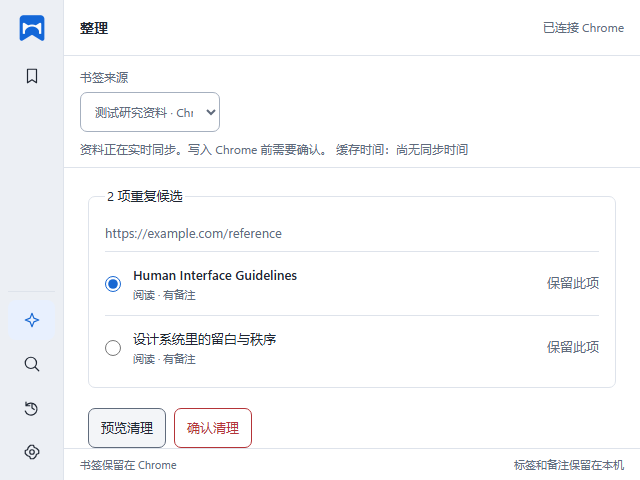 整理
已连接 Chrome
书签来源
测试研究资料 · Chr
资料正在实时同步。写入 Chrome 前需要确认。 缓存时间：尚无同步时间
2 项重复候选
https://example.com/reference
Human Interface Guidelines
阅读 · 有备注
保留此项
设计系统里的留白与秩序
阅读 · 有备注
保留此项
预览清理
确认清理
书签保留在 Chrome
标签和备注保留在本机